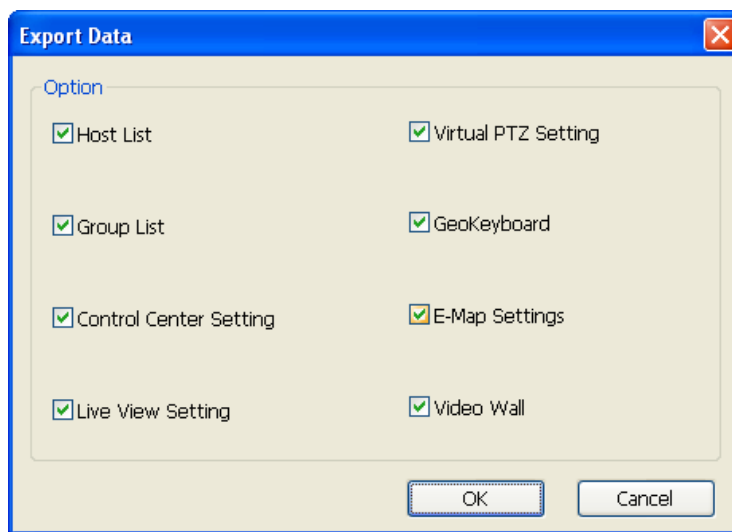 Export Data
Option
Host List
Virtual PTZ Setting
Group List
GeoKeyboard
Control Center Setting
E-Map Settings
Live View Setting
Video Wall
OK
Cancel